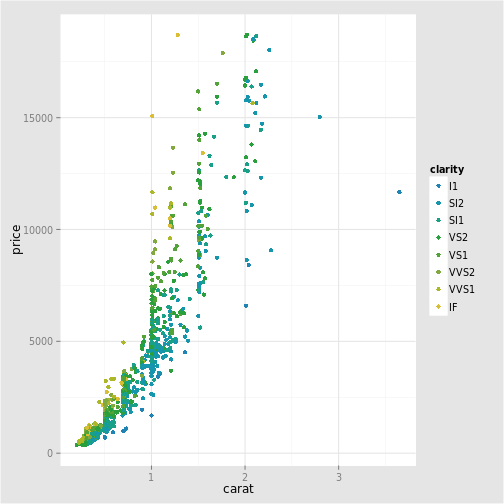 15000
10000
5000
0
price
1
2
3
carat
clarity
I1
SI2
SI1
VS2
VS1
VVS2
VVS1
IF